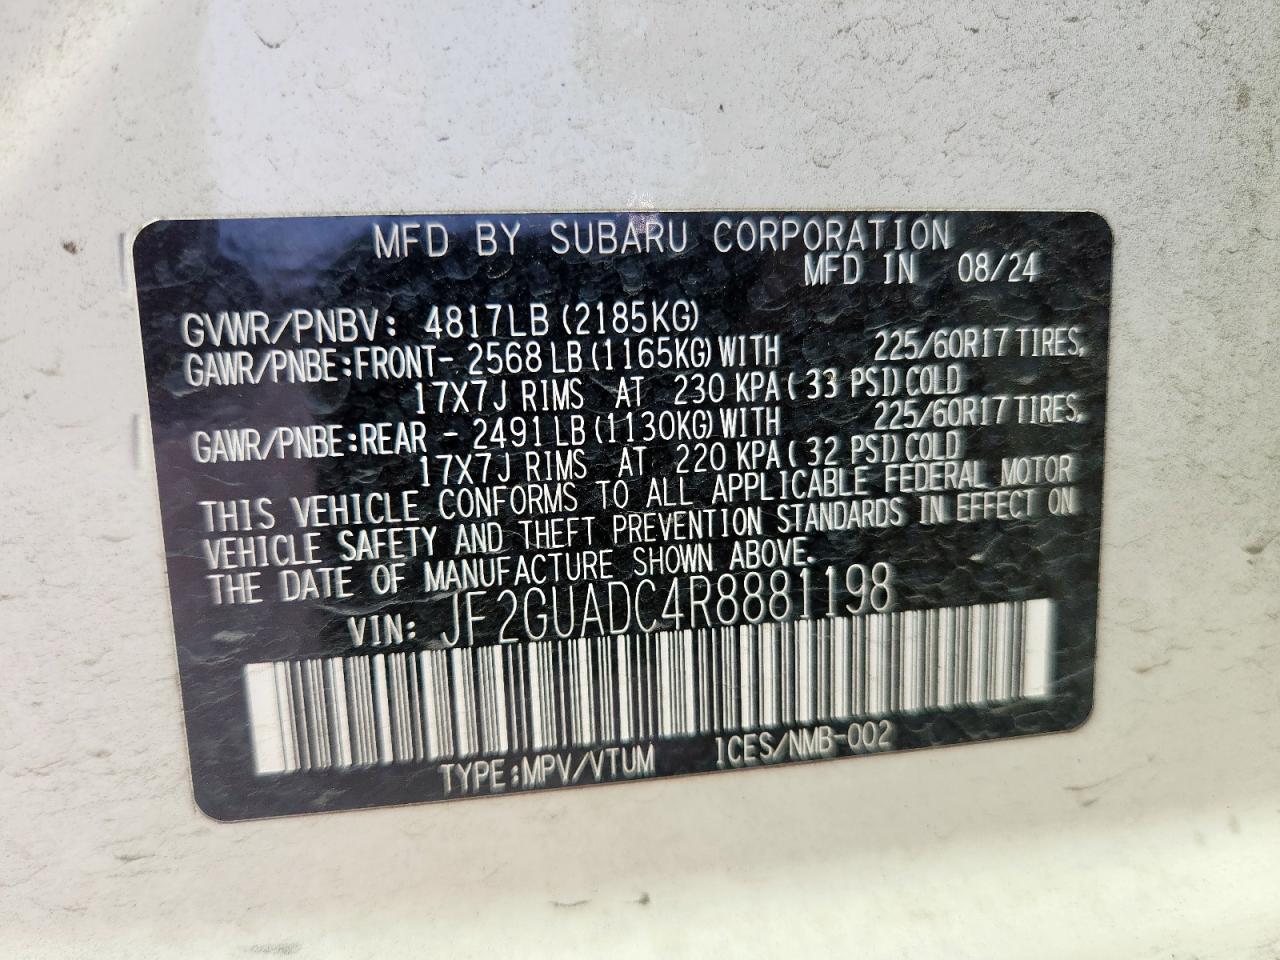 MFD BY SUBARU CORPORATION
MFD IN 08/24
GVWR/PNBV: 4817LB (2185KG)
GAWR/PNBE:FRONT- 2568 LB (1165KG) WITH 225/60R17 TIRES,
17X7J RIMS AT 230 KPA ( 33 PSI) COLD
GAWR/PNBE:REAR - 2491 LB (1130KG) WITH 225/60R17 TIRES,
17X7J RIMS AT 220 KPA ( 32 PSI) COLD
THIS VEHICLE CONFORMS TO ALL APPLICABLE FEDERAL MOTOR
VEHICLE SAFETY AND THEFT PREVENTION STANDARDS IN EFFECT ON
THE DATE OF MANUFACTURE SHOWN ABOVE.
VIN: JF2GUADC4R8881198
TYPE:MPV/VTUM ICES/NMB-002